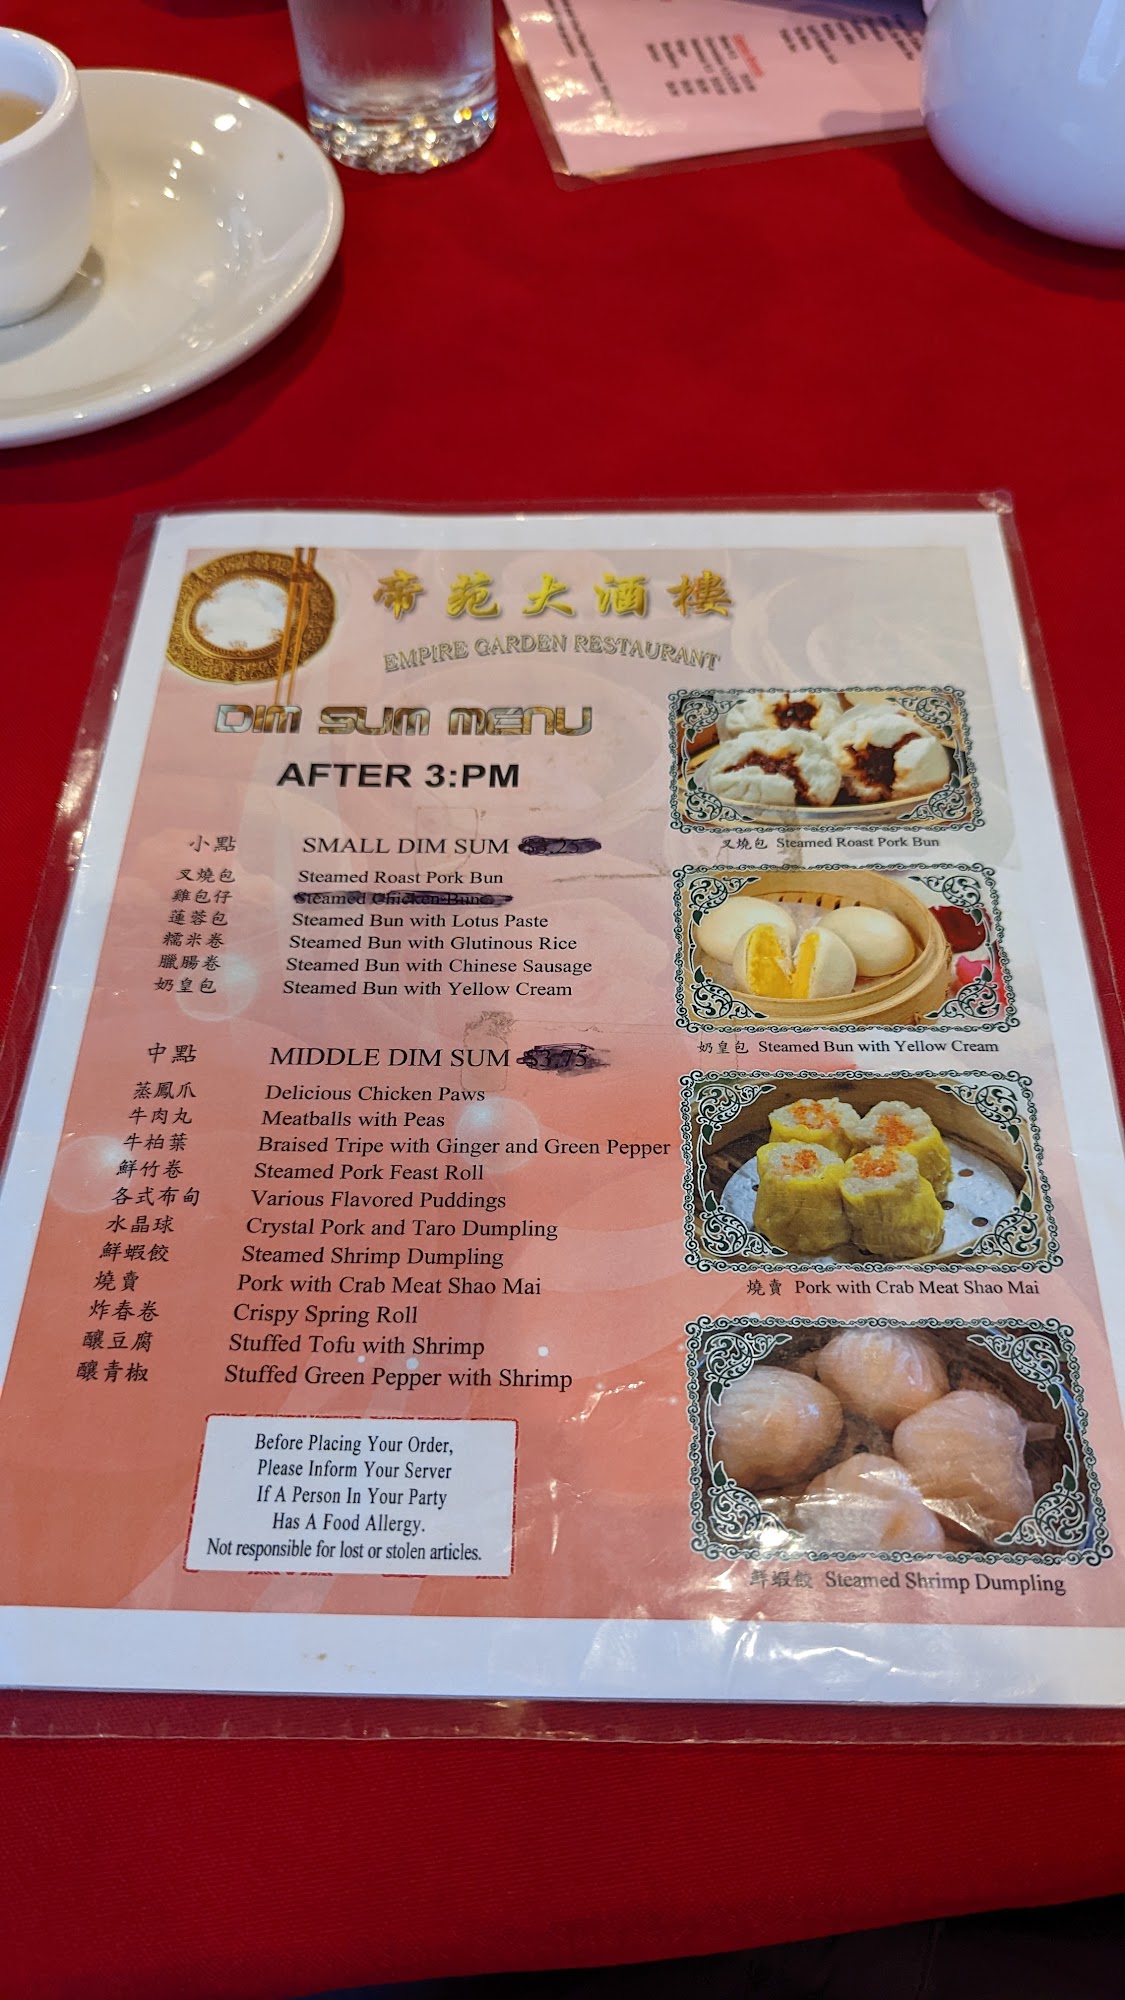 帝苑大酒樓
EMPIRE GARDEN RESTAURANT
DIM SUM MENU
AFTER 3:PM
小點 SMALL DIM SUM $3.25
叉燒包 Steamed Roast Pork Bun
雞包仔 Steamed Chicken Buns
蓮蓉包 Steamed Bun with Lotus Paste
糯米卷 Steamed Bun with Glutinous Rice
臘腸卷 Steamed Bun with Chinese Sausage
奶皇包 Steamed Bun with Yellow Cream
中點 MIDDLE DIM SUM $3.75
蒸鳳爪 Delicious Chicken Paws
牛肉丸 Meatballs with Peas
牛柏葉 Braised Tripe with Ginger and Green Pepper
鮮竹卷 Steamed Pork Feast Roll
各式布甸 Various Flavored Puddings
水晶球 Crystal Pork and Taro Dumpling
鮮蝦餃 Steamed Shrimp Dumpling
燒賣 Pork with Crab Meat Shao Mai
炸春卷 Crispy Spring Roll
釀豆腐 Stuffed Tofu with Shrimp
釀青椒 Stuffed Green Pepper with Shrimp
Before Placing Your Order,
Please Inform Your Server
If A Person In Your Party
Has A Food Allergy.
Not responsible for lost or stolen articles.
叉燒包 Steamed Roast Pork Bun
奶皇包 Steamed Bun with Yellow Cream
燒賣 Pork with Crab Meat Shao Mai
鮮蝦餃 Steamed Shrimp Dumpling